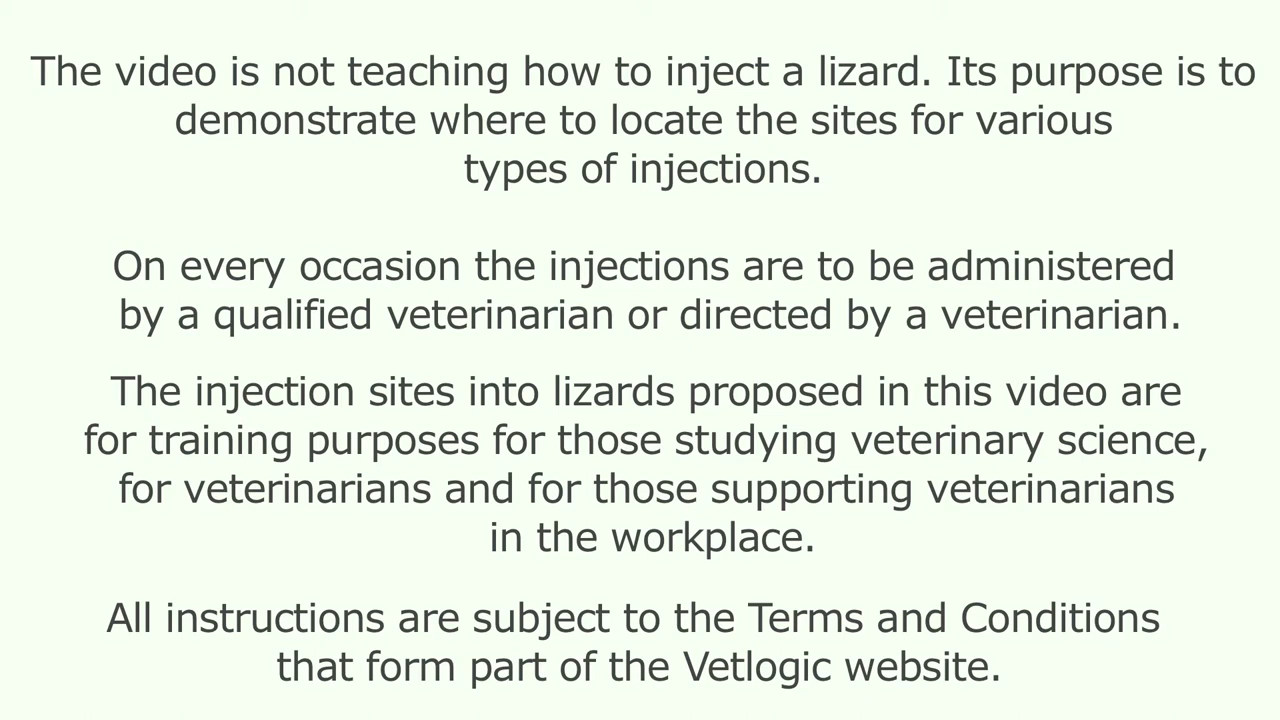 The video is not teaching how to inject a lizard. Its purpose is to
demonstrate where to locate the sites for various
types of injections.
On every occasion the injections are to be administered
by a qualified veterinarian or directed by a veterinarian.
The injection sites into lizards proposed in this video are
for training purposes for those studying veterinary science,
for veterinarians and for those supporting veterinarians
in the workplace.
All instructions are subject to the Terms and Conditions
that form part of the Vetlogic website.